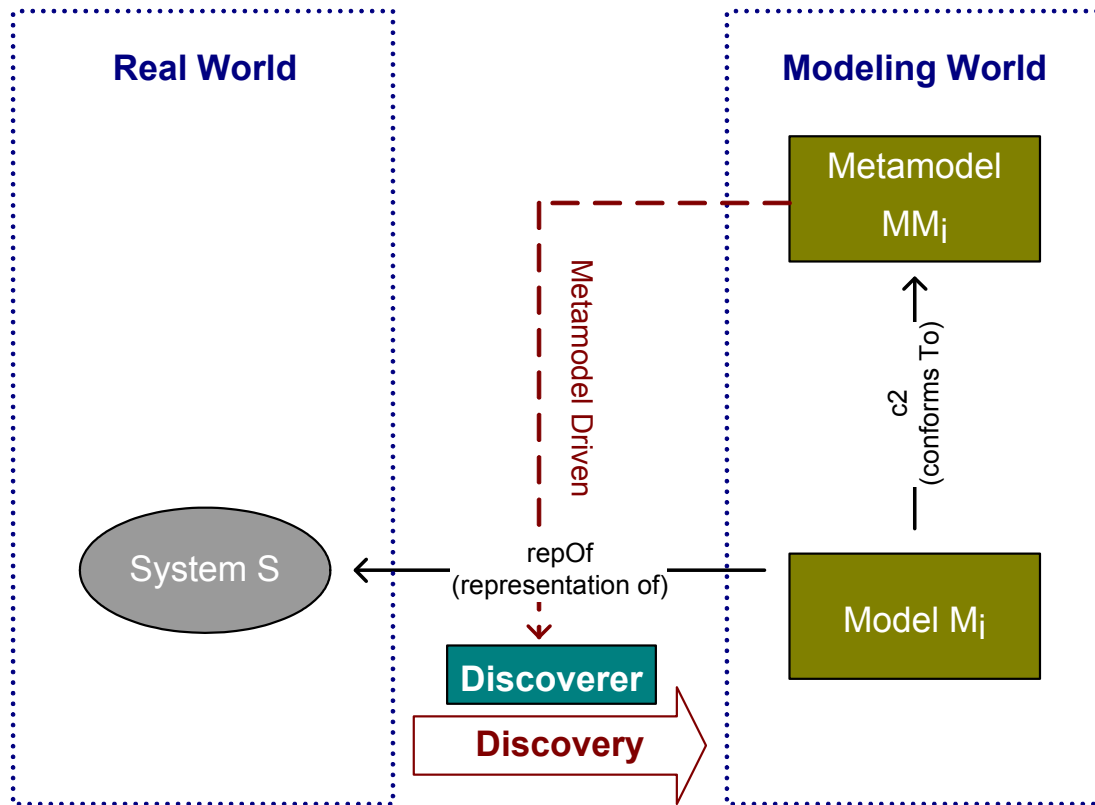 Real World
Modeling World
Metamodel
MMi
Metamodel Driven
c2
(conforms To)
System S
repOf
(representation of)
Model Mi
Discoverer
Discovery